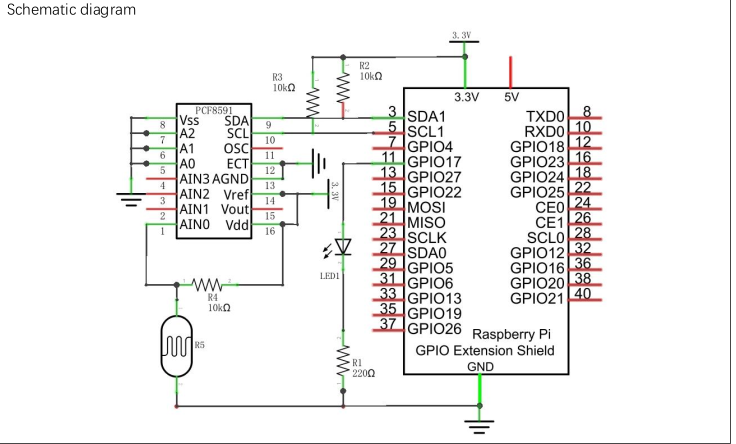 Schematic diagram
3.3V
R3
10kΩ
R2
10kΩ
3.3V
5V
PCF8591
Vss
SDA
8
9
A2
SCL
7
10
A1
OSC
6
11
A0
ECT
5
12
AIN3
AGND
4
13
AIN2
Vref
3
14
AIN1
Vout
2
15
AIN0
Vdd
1
16
3.3V
3
SDA1
TXD0
8
5
SCL1
RXD0
10
7
GPIO4
GPIO18
12
11
GPIO17
GPIO23
16
13
GPIO27
GPIO24
18
15
GPIO22
GPIO25
22
19
MOSI
CE0
24
21
MISO
CE1
26
23
SCLK
SCL0
28
27
SDA0
GPIO12
32
29
GPIO5
GPIO16
36
31
GPIO6
GPIO20
38
33
GPIO13
GPIO21
40
35
GPIO19
37
GPIO26
LED1
R4
10kΩ
R5
R1
220Ω
Raspberry Pi
GPIO Extension Shield
GND